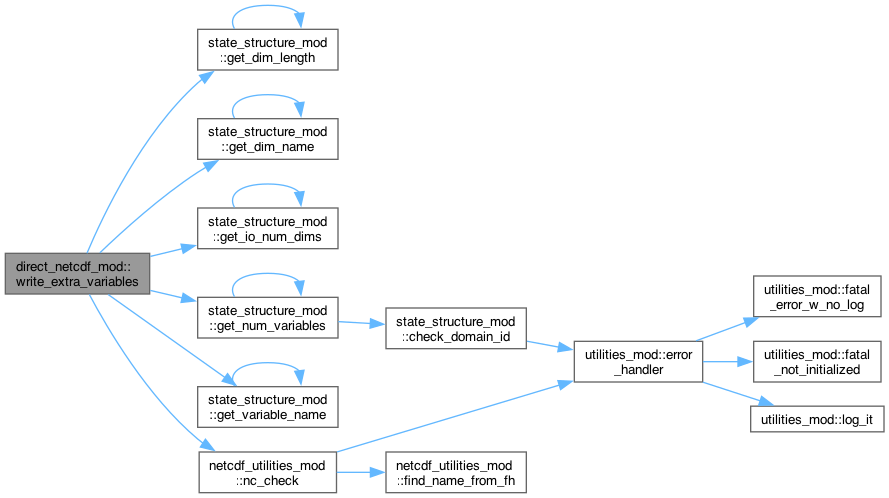 state_structure_mod
::get_dim_length
state_structure_mod
::get_dim_name
state_structure_mod
::get_io_num_dims
direct_netcdf_mod::
write_extra_variables
state_structure_mod
::get_num_variables
state_structure_mod
::check_domain_id
utilities_mod::error
_handler
utilities_mod::fatal
_error_w_no_log
utilities_mod::fatal
_not_initialized
utilities_mod::log_it
state_structure_mod
::get_variable_name
netcdf_utilities_mod
::nc_check
netcdf_utilities_mod
::find_name_from_fh